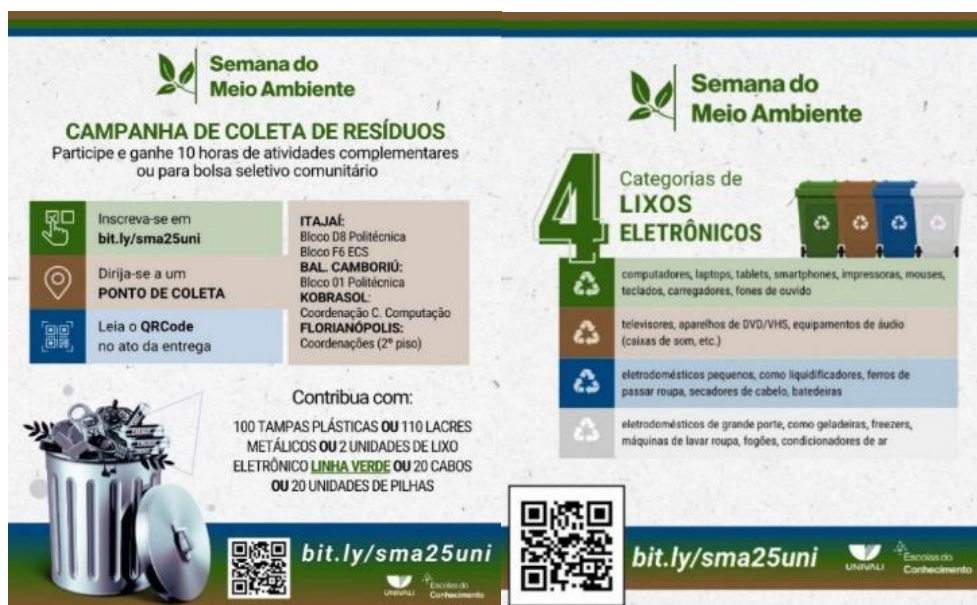 Semana do
Meio Ambiente
CAMPANHA DE COLETA DE RESÍDUOS
Participe e ganhe 10 horas de atividades complementares
ou para bolsa seletivo comunitário
Inscreva-se em
bit.ly/sma25uni
Dirija-se a um
PONTO DE COLETA
Leia o QRCode
no ato da entrega
ITAJAÍ:
Bloco D8 Politécnica
Bloco F6 ECS
BAL. CAMBORIÚ:
Bloco 01 Politécnica
KOBRASOL:
Coordenação C. Computação
FLORIANÓPOLIS:
Coordenações (2º piso)
Contribua com:
100 TAMPAS PLÁSTICAS OU 110 LACRES
METÁLICOS OU 2 UNIDADES DE LIXO
ELETRÔNICO LINHA VERDE OU 20 CABOS
OU 20 UNIDADES DE PILHAS
bit.ly/sma25uni
UNIVALI
Escolas do
Conhecimento
Semana do
Meio Ambiente
4
Categorias de
LIXOS
ELETRÔNICOS
computadores, laptops, tablets, smartphones, impressoras, mouses,
teclados, carregadores, fones de ouvido
televisores, aparelhos de DVD/VHS, equipamentos de áudio
(caixas de som, etc.)
eletrodomésticos pequenos, como liquidificadores, ferros de
passar roupa, secadores de cabelo, batedeiras
eletrodomésticos de grande porte, como geladeiras, freezers,
máquinas de lavar roupa, fogões, condicionadores de ar
bit.ly/sma25uni
UNIVALI
Escolas do
Conhecimento